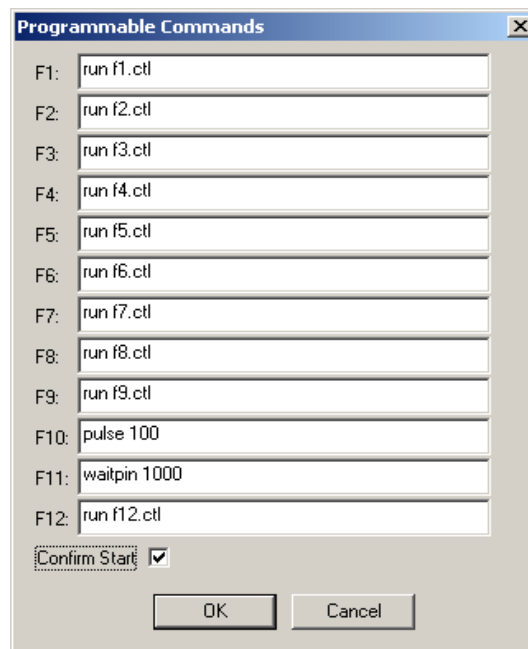 Programmable Commands
F1: run f1.ctl
F2: run f2.ctl
F3: run f3.ctl
F4: run f4.ctl
F5: run f5.ctl
F6: run f6.ctl
F7: run f7.ctl
F8: run f8.ctl
F9: run f9.ctl
F10: pulse 100
F11: waitpin 1000
F12: run f12.ctl
Confirm Start
OK Cancel